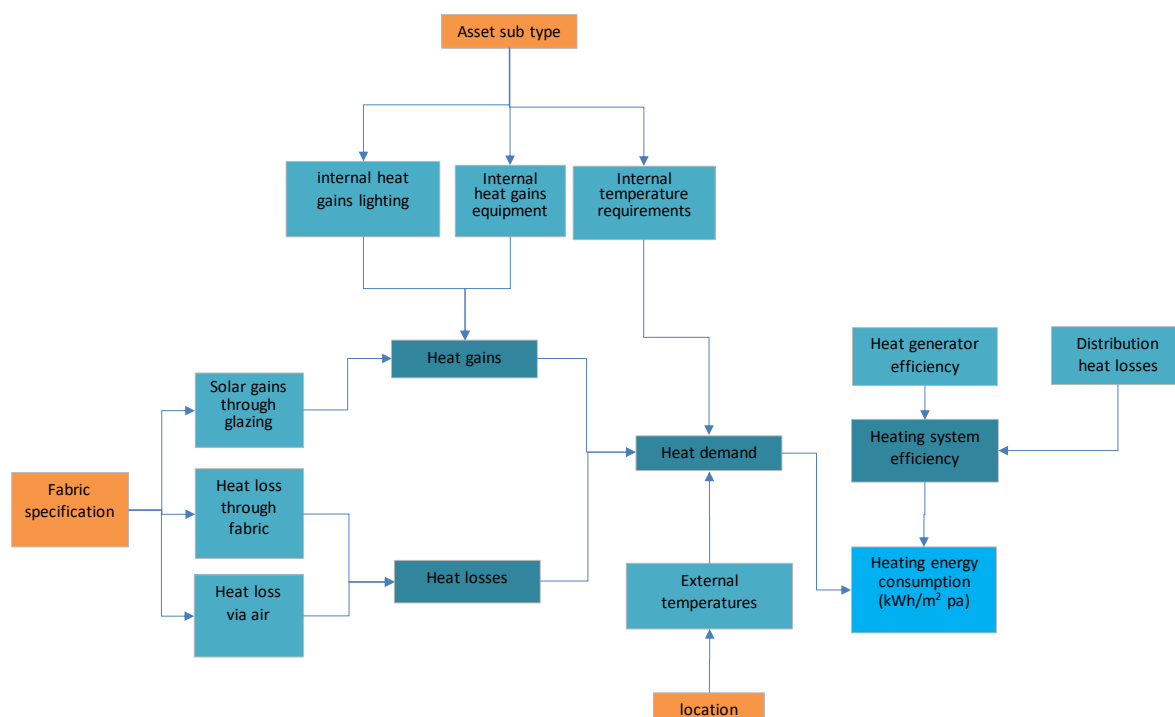 Asset sub type
internal heat
gains lighting
Internal
heat gains
equipment
Internal
temperature
requirements
Heat gains
Heat generator
efficiency
Distribution
heat losses
Solar gains
through
glazing
Heat demand
Heating system
efficiency
Fabric
specification
Heat loss
through
fabric
Heat losses
Heat loss
via air
External
temperatures
Heating energy
consumption
(kWh/m² pa)
location